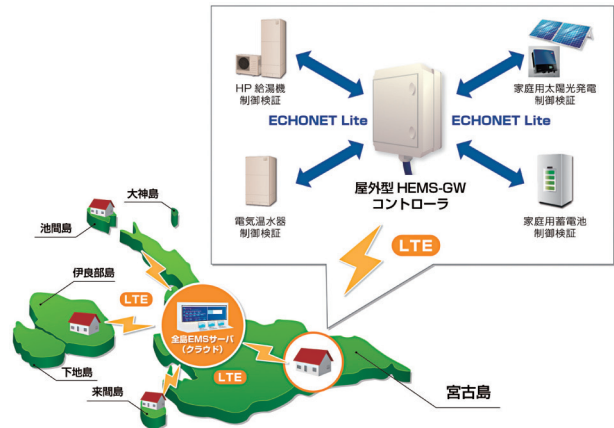 HP 給湯機
制御検証
家庭用太陽光発電
制御検証
ECHONET Lite
ECHONET Lite
電気温水器
制御検証
屋外型 HEMS-GW
コントローラ
家庭用蓄電池
制御検証
LTE
大神島
池間島
伊良部島
LTE
全島EMSサーバ
(クラウド)
下地島
来間島
LTE
宮古島